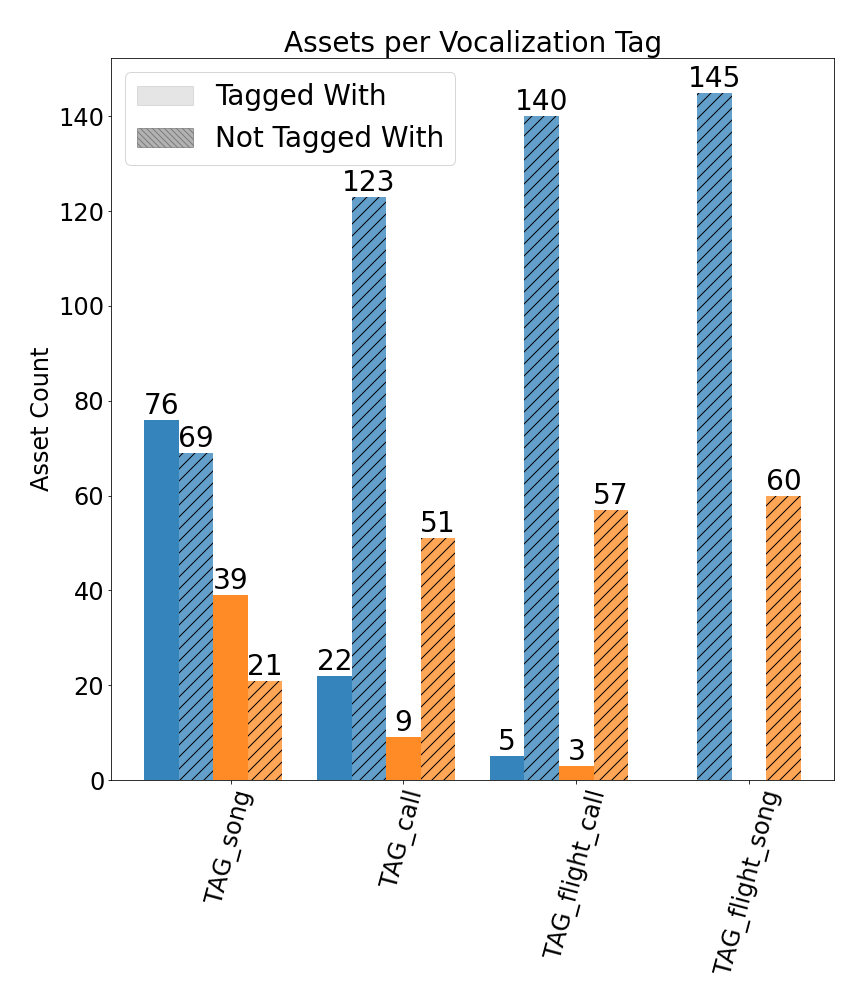 Assets per Vocalization Tag
Tagged With
Not Tagged With
Asset Count
140
120
100
80
60
40
20
0
76
69
39
21
22
123
9
51
5
140
3
57
145
60
TAG_song
TAG_call
TAG_flight_call
TAG_flight_song